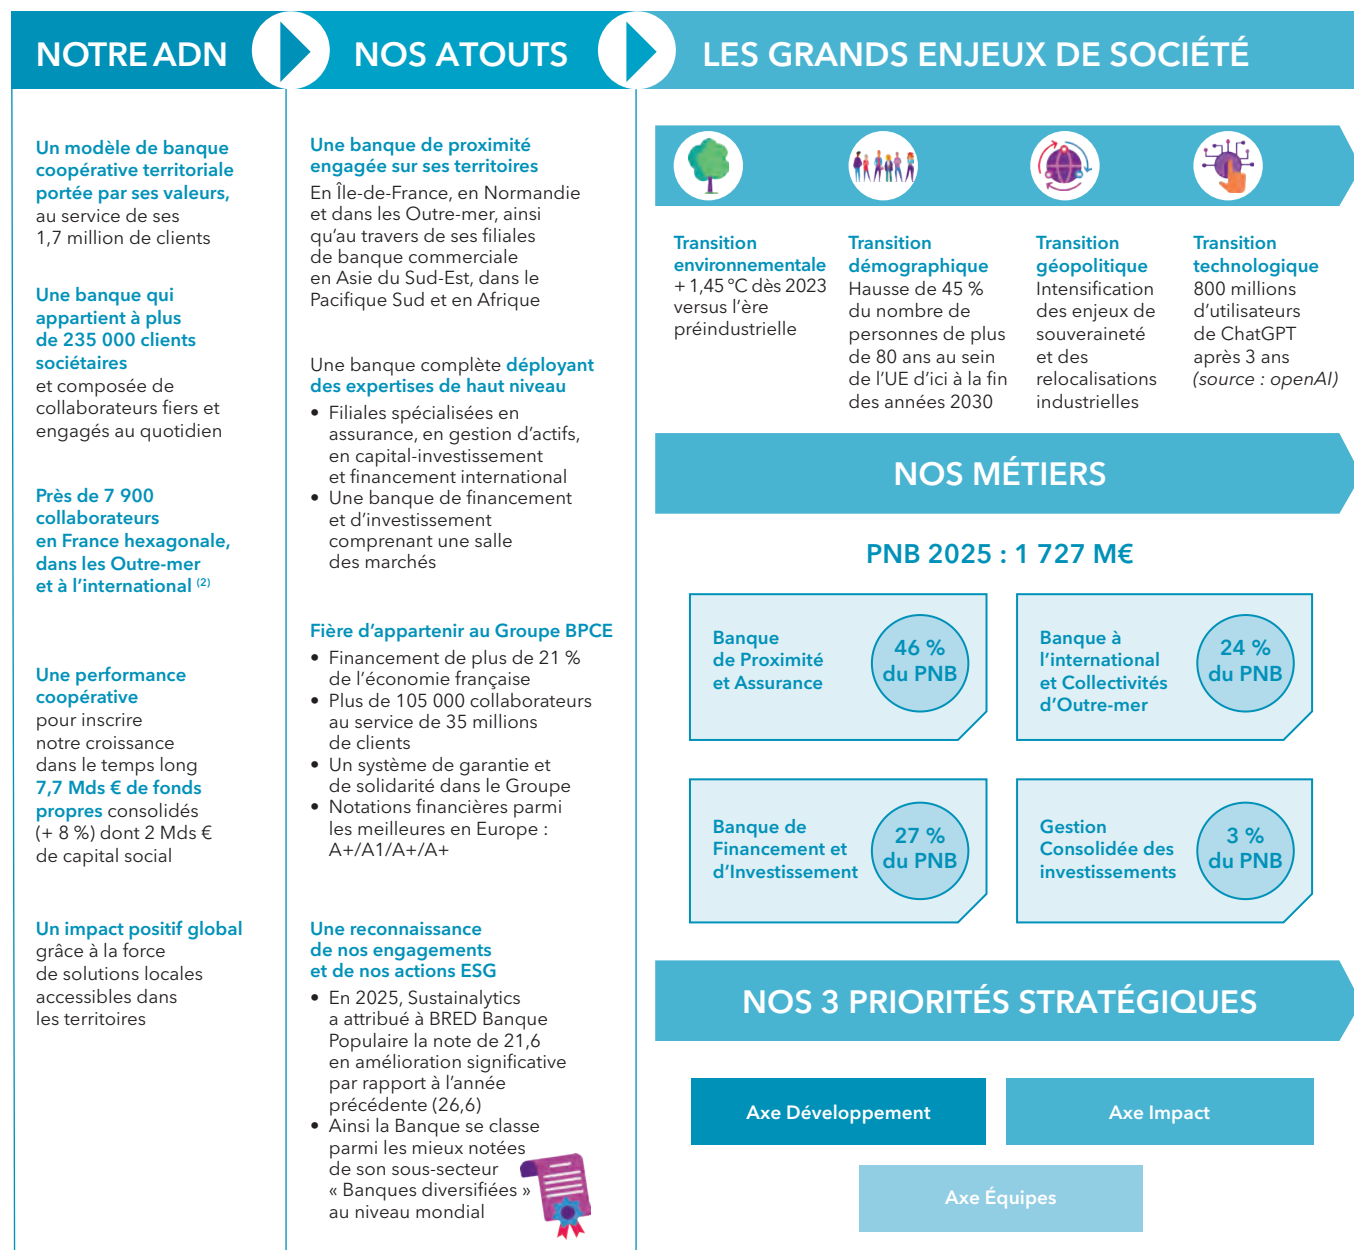 NOTRE ADN
Un modèle de banque
coopérative territoriale
portée par ses valeurs,
au service de ses
1,7 million de clients
Une banque qui
appartient à plus
de 235 000 clients
sociétaires
et composée de
collaborateurs fiers et
engagés au quotidien
Près de 7 900
collaborateurs
en France hexagonale,
dans les Outre-mer
et à l'international (2)
Une performance
coopérative
pour inscrire
notre croissance
dans le temps long
7,7 Mds € de fonds
propres consolidés
(+ 8 %) dont 2 Mds €
de capital social
Un impact positif global
grâce à la force
de solutions locales
accessibles dans
les territoires
NOS ATOUTS
Une banque de proximité
engagée sur ses territoires
En Île-de-France, en Normandie
et dans les Outre-mer, ainsi
qu'au travers de ses filiales
de banque commerciale
en Asie du Sud-Est, dans le
Pacifique Sud et en Afrique
Une banque complète déployant
des expertises de haut niveau
• Filiales spécialisées en
assurance, en gestion d'actifs,
en capital-investissement
et financement international
• Une banque de financement
et d'investissement
comprenant une salle
des marchés
Fière d'appartenir au Groupe BPCE
• Financement de plus de 21 %
de l'économie française
• Plus de 105 000 collaborateurs
au service de 35 millions
de clients
• Un système de garantie et
de solidarité dans le Groupe
• Notations financières parmi
les meilleures en Europe :
A+/A1/A+/A+
Une reconnaissance
de nos engagements
et de nos actions ESG
• En 2025, Sustainalytics
a attribué à BRED Banque
Populaire la note de 21,6
en amélioration significative
par rapport à l'année
précédente (26,6)
• Ainsi la Banque se classe
parmi les mieux notées
de son sous-secteur
« Banques diversifiées »
au niveau mondial
LES GRANDS ENJEUX DE SOCIÉTÉ
Transition
environnementale
+ 1,45 ºC dès 2023
versus l'ère
préindustrielle
Transition
démographique
Hausse de 45 %
du nombre de
personnes de plus
de 80 ans au sein
de l'UE d'ici à la fin
des années 2030
Transition
géopolitique
Intensification
des enjeux de
souveraineté
et des
relocalisations
industrielles
Transition
technologique
800 millions
d'utilisateurs
de ChatGPT
après 3 ans
(source : openAI)
NOS MÉTIERS
PNB 2025 : 1 727 M€
Banque
de Proximité
et Assurance
46 %
du PNB
Banque à
l'international
et Collectivités
d'Outre-mer
24 %
du PNB
Banque de
Financement et
d'Investissement
27 %
du PNB
Gestion
Consolidée des
investissements
3 %
du PNB
NOS 3 PRIORITÉS STRATÉGIQUES
Axe Développement
Axe Impact
Axe Équipes